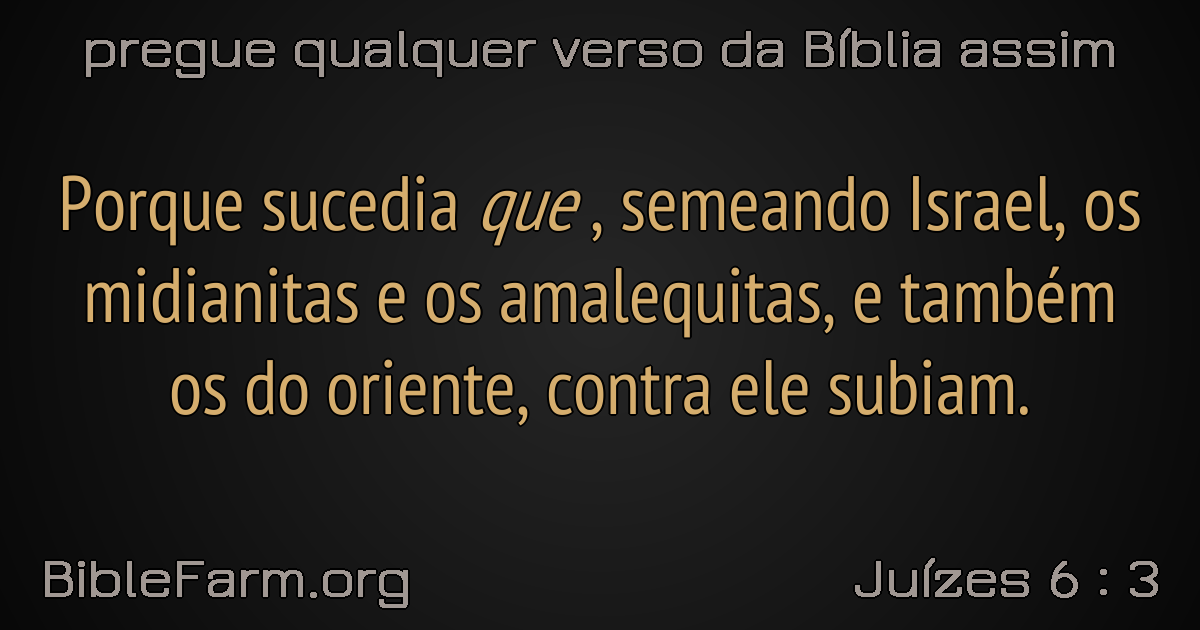 pregue qualquer verso da Bíblia assim
Porque sucedia que , semeando Israel, os
midianitas e os amalequitas, e também
os do oriente, contra ele subiam.
BibleFarm.org
Juízes 6 : 3